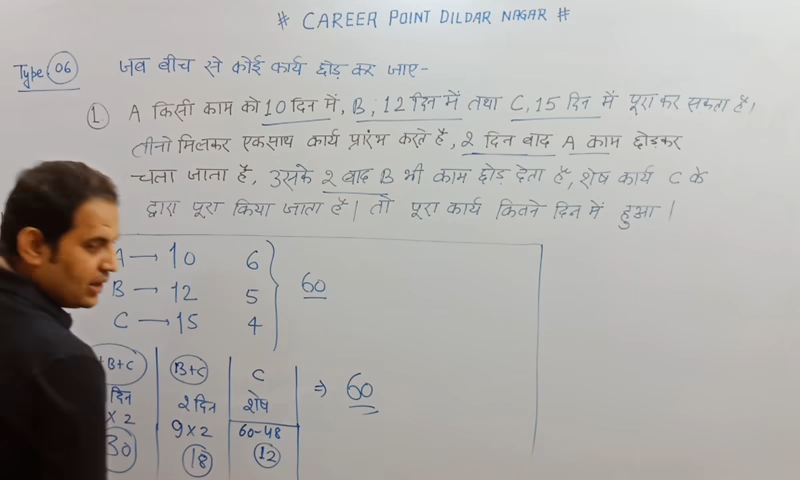 # CAREER POINT DILDAR NAGAR #
Type: 06 जब बीच से कोई कार्य छोड़ कर जाए-
① A किसी काम को 10 दिन में, B, 12 दिन में तथा C, 15 दिन में पूरा कर सकता है।
तीनो मिलकर एकसाथ कार्य प्रारंभ करते है, 2 दिन बाद A काम छोड़कर
चला जाता है, उसके 2 बाद B भी काम छोड़ देता है, शेष कार्य C के
द्वारा पूरा किया जाता है। तो पूरा कार्य कितने दिन में हुआ।
A → 10 6
B → 12 5 60
C → 15 4
+B+C B+C C ⇒ 60
दिन 2 दिन शेष
× 2 9 × 2 60-48
30 18 12